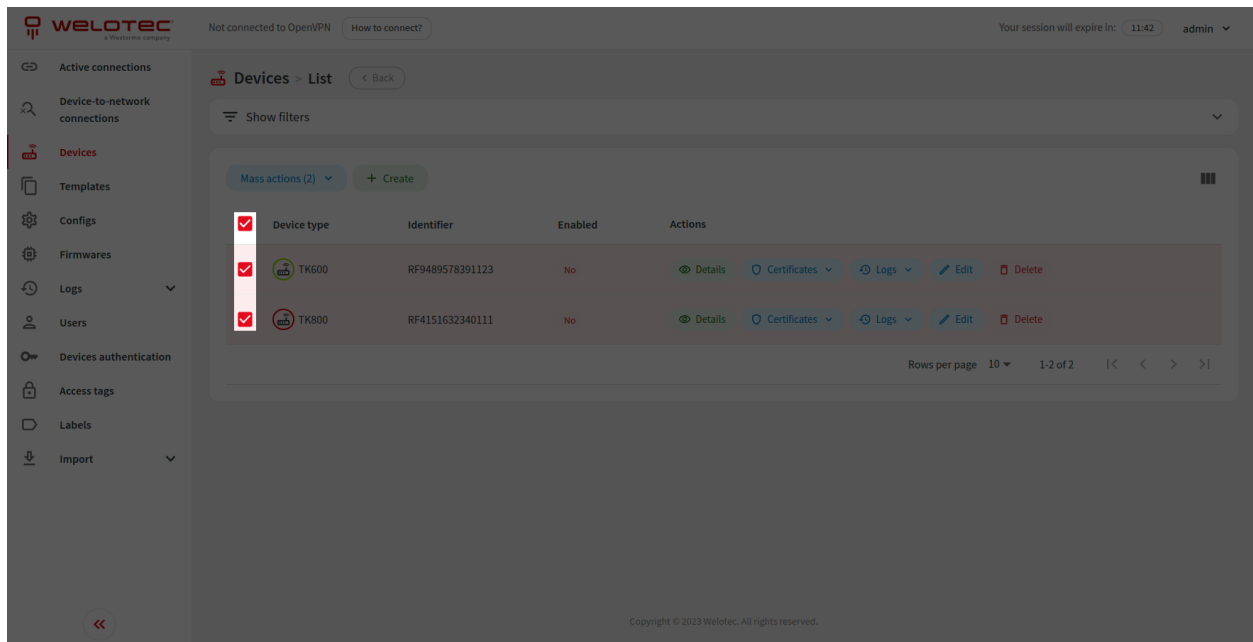 WELOTEC
a Westermo company
Not connected to OpenVPN How to connect? Your session will expire in: 11:42 admin
Active connections
Device-to-network
connections
Devices
Templates
Configs
Firmwares
Logs
Users
Devices authentication
Access tags
Labels
Import
Devices > List Back
Show filters
Mass actions (2) + Create
Device type Identifier Enabled Actions
TK600 RF9489578391123 No Details Certificates Logs Edit Delete
TK800 RF4151632340111 No Details Certificates Logs Edit Delete
Rows per page 10 1-2 of 2
Copyright © 2023 Welotec. All rights reserved.